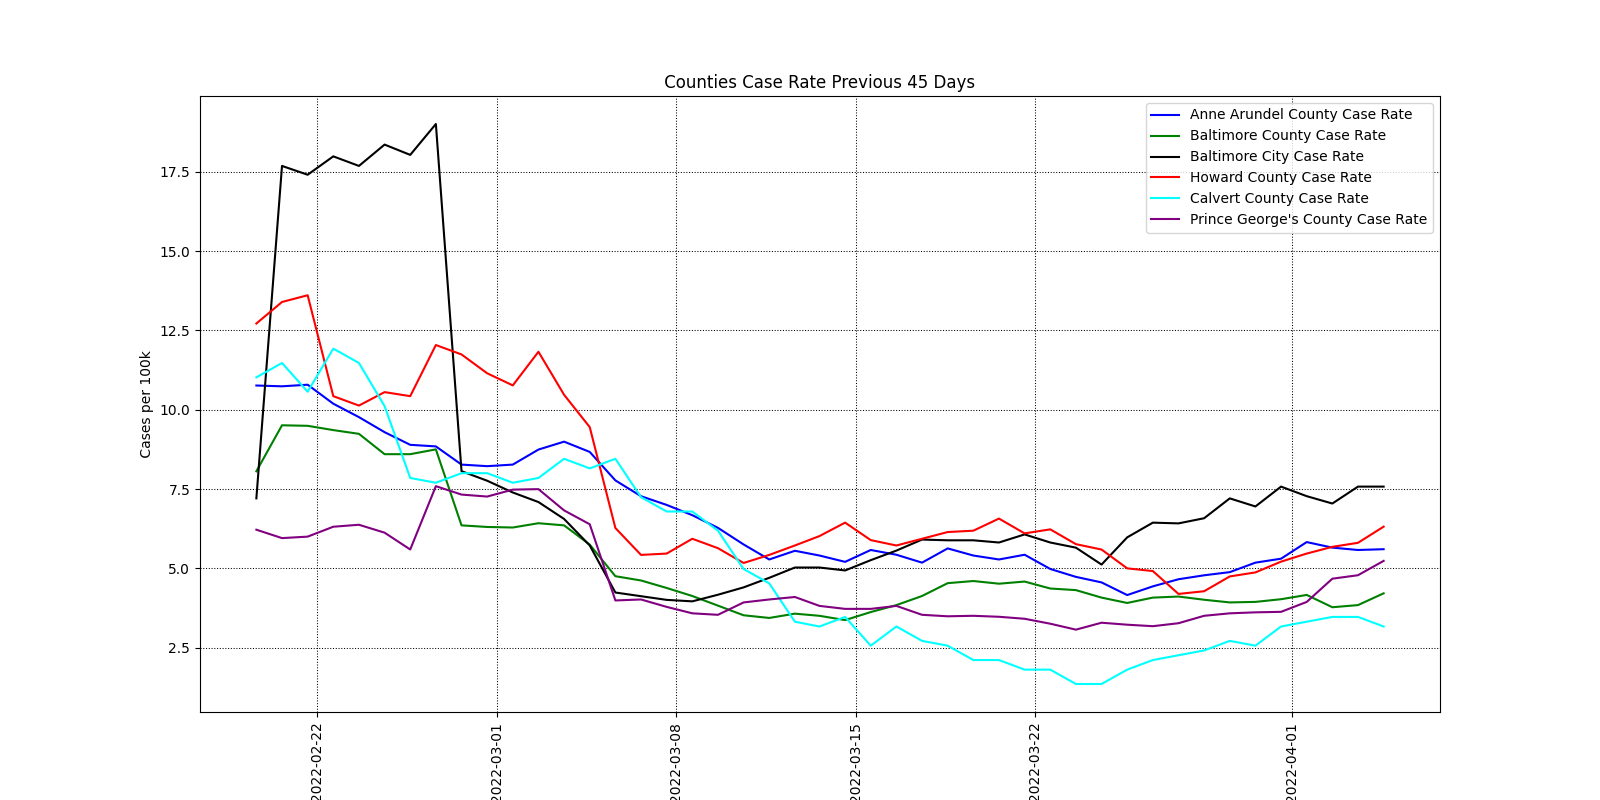 Counties Case Rate Previous 45 Days
Anne Arundel County Case Rate
Baltimore County Case Rate
Baltimore City Case Rate
Howard County Case Rate
Calvert County Case Rate
Prince George's County Case Rate
Cases per 100k
17.5
15.0
12.5
10.0
7.5
5.0
2.5
2022-02-22
2022-03-01
2022-03-08
2022-03-15
2022-03-22
2022-04-01